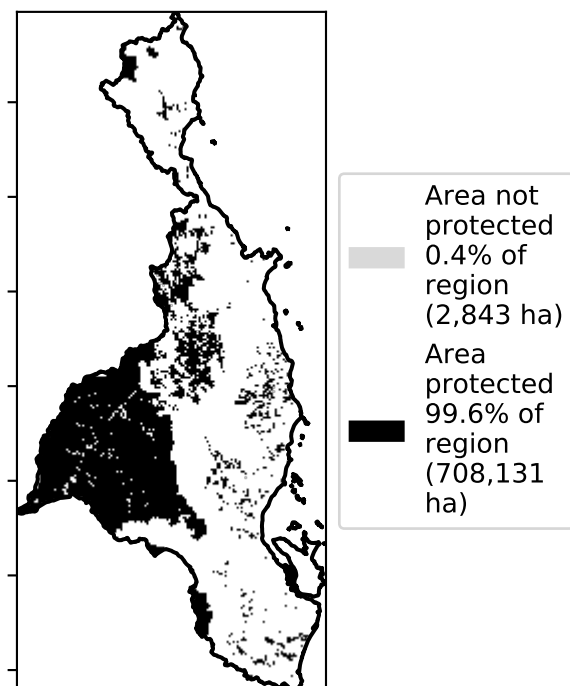 Area not
protected
0.4% of
region
(2,843 ha)
Area
protected
99.6% of
region
(708,131
ha)